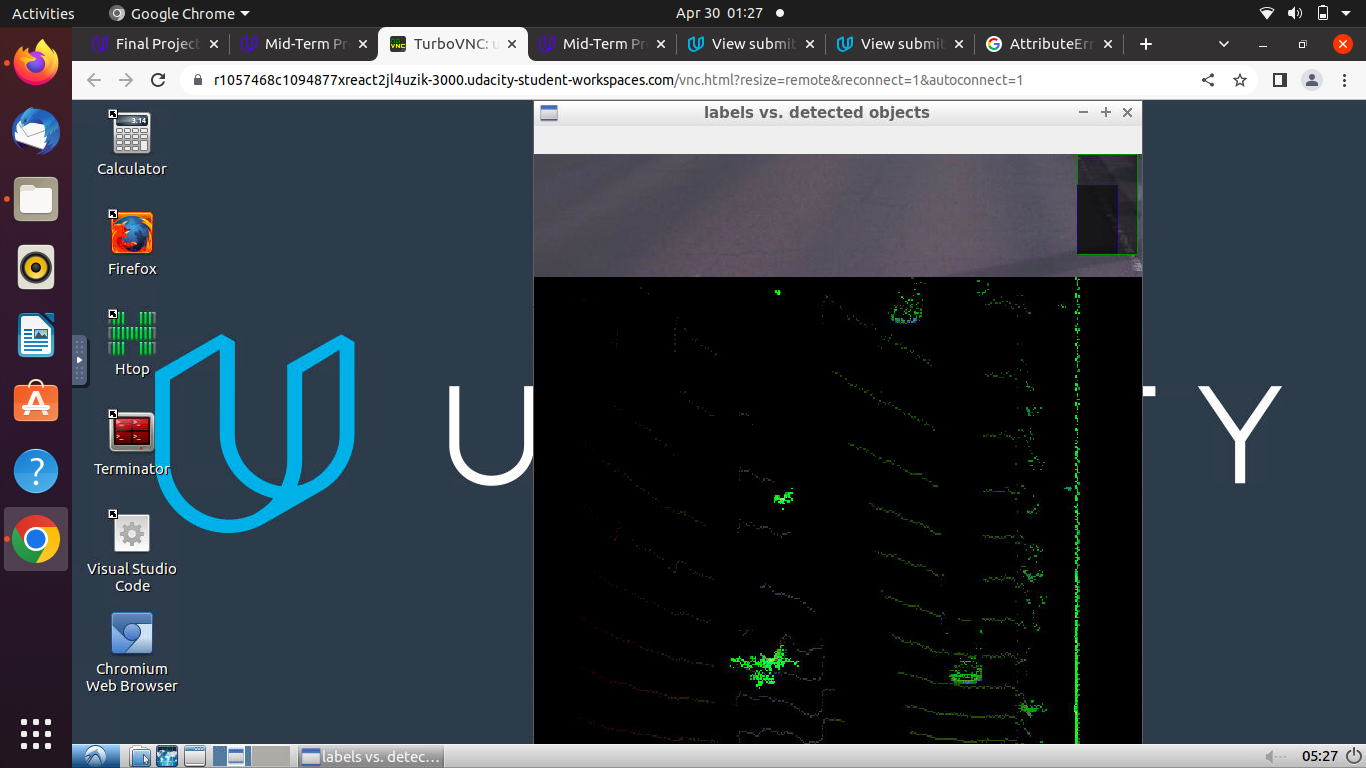 Activities
Google Chrome
Apr 30 01:27
Final Project
Mid-Term Pr
TurboVNC: u
Mid-Term Pr
View submit
View submit
AttributeErr
r1057468c1094877xreact2jl4uzik-3000.udacity-student-workspaces.com/vnc.html?resize=remote&reconnect=1&autoconnect=1
labels vs. detected objects
3.14
Calculator
Firefox
Htop
Terminator
Visual Studio
Code
Chromium
Web Browser
U
TY
labels vs. detec...
05:27